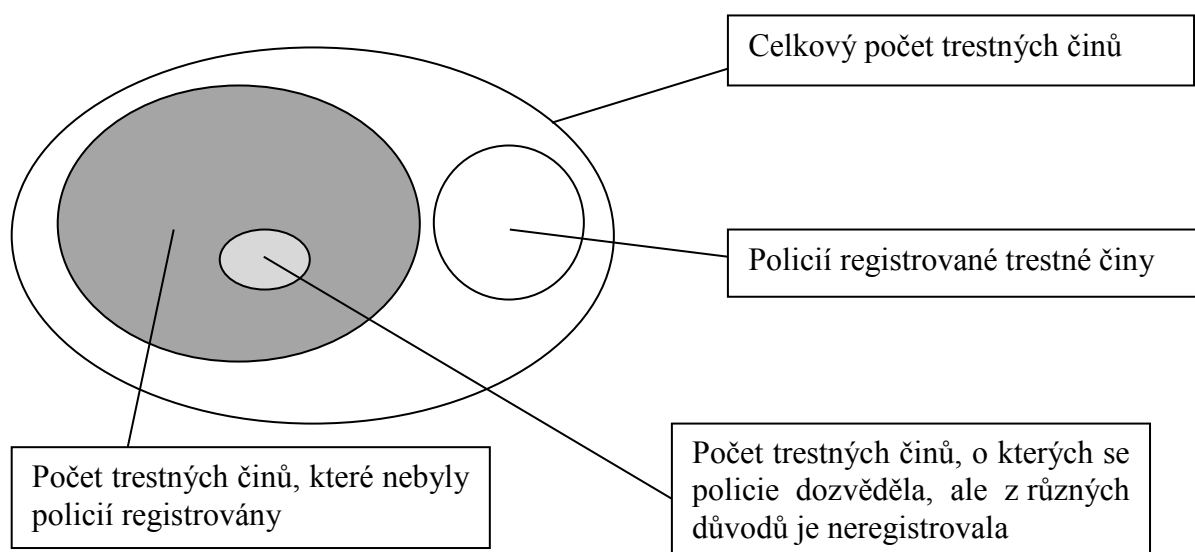 Celkový počet trestných činů
Policií registrované trestné činy
Počet trestných činů, které nebyly
policií registrovány
Počet trestných činů, o kterých se
policie dozvěděla, ale z různých
důvodů je neregistrovala